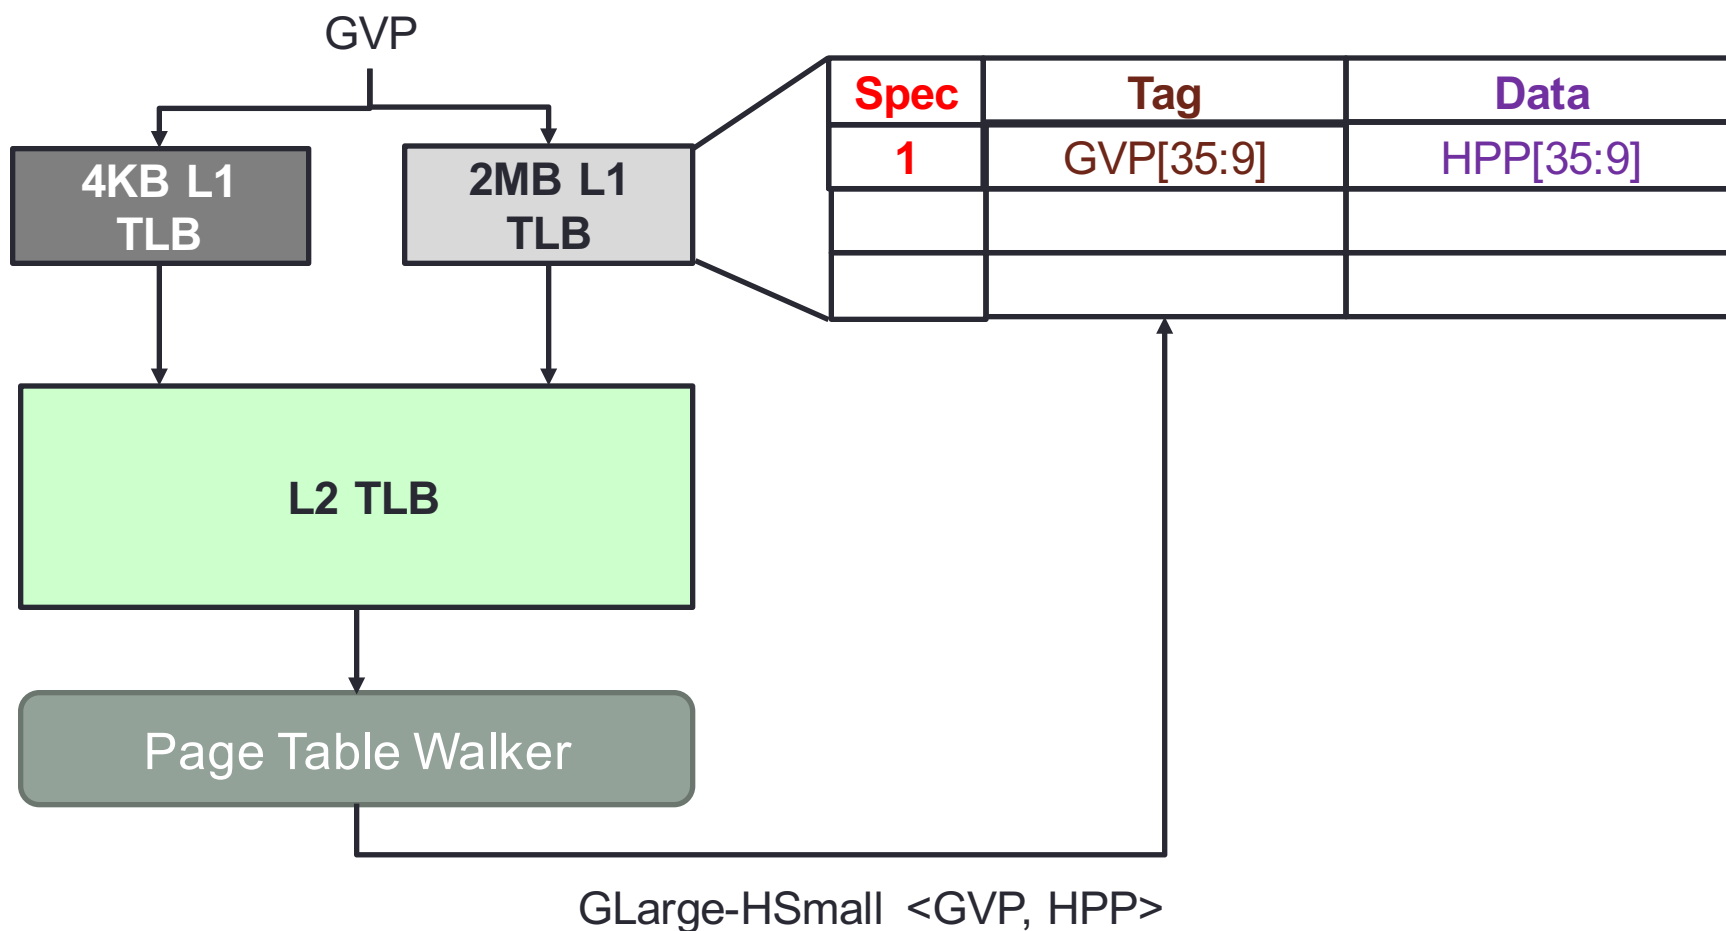 GVP
Spec Tag Data
1 GVP[35:9] HPP[35:9]
4KB L1
TLB
2MB L1
TLB
L2 TLB
Page Table Walker
GLarge-HSmall <GVP, HPP>